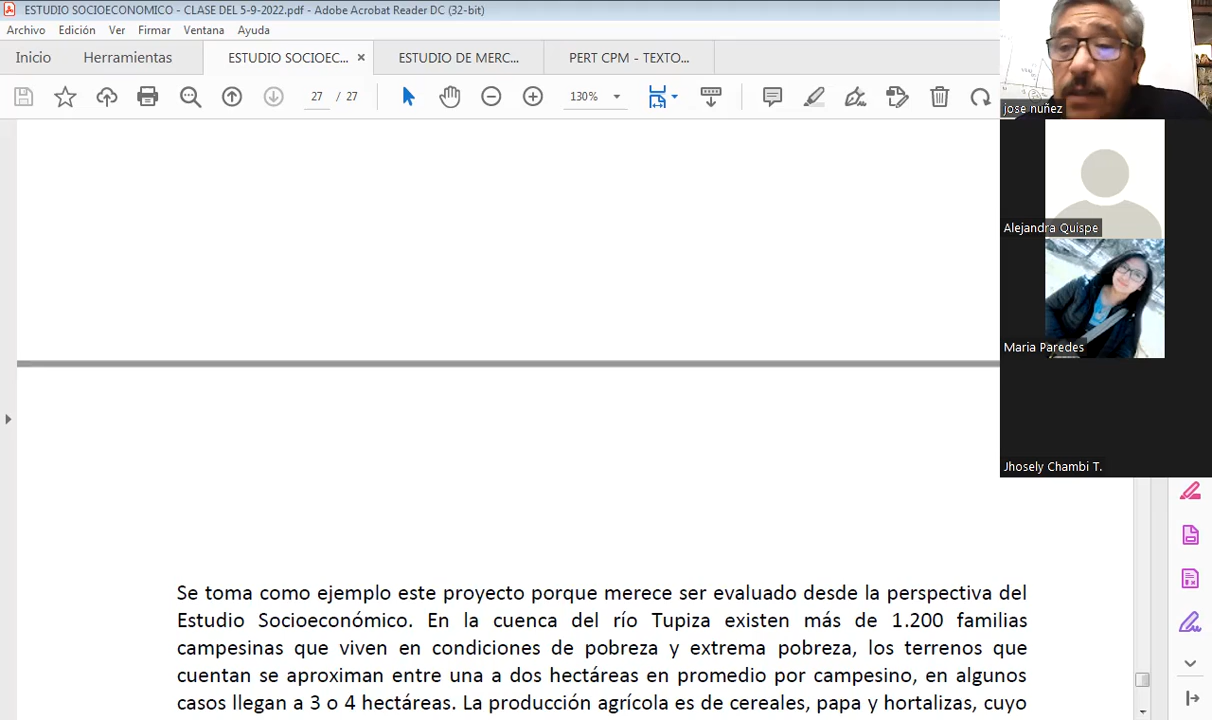 ESTUDIO SOCIOECONOMICO - CLASE DEL 5-9-2022.pdf - Adobe Acrobat Reader DC (32-bit)
Archivo Edición Ver Firmar Ventana Ayuda
Inicio Herramientas ESTUDIO SOCIOEC... × ESTUDIO DE MERC... PERT CPM - TEXTO...
27 / 27 130%
jose nuñez
Alejandra Quispe
Maria Paredes
Jhosely Chambi T.
Se toma como ejemplo este proyecto porque merece ser evaluado desde la perspectiva del
Estudio Socioeconómico. En la cuenca del río Tupiza existen más de 1.200 familias
campesinas que viven en condiciones de pobreza y extrema pobreza, los terrenos que
cuentan se aproximan entre una a dos hectáreas en promedio por campesino, en algunos
casos llegan a 3 o 4 hectáreas. La producción agrícola es de cereales, papa y hortalizas, cuyo